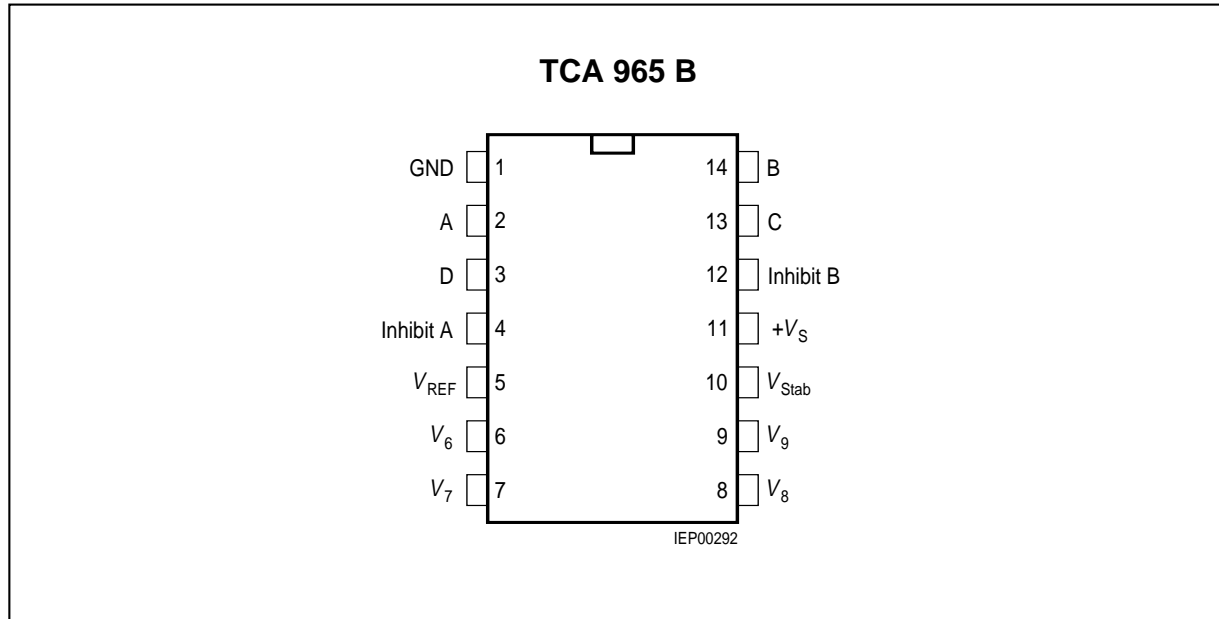 TCA 965 B
GND 1 14 B
A 2 13 C
D 3 12 Inhibit B
Inhibit A 4 11 +VS
VREF 5 10 VStab
V6 6 9 V9
V7 7 8 V8
IEP00292